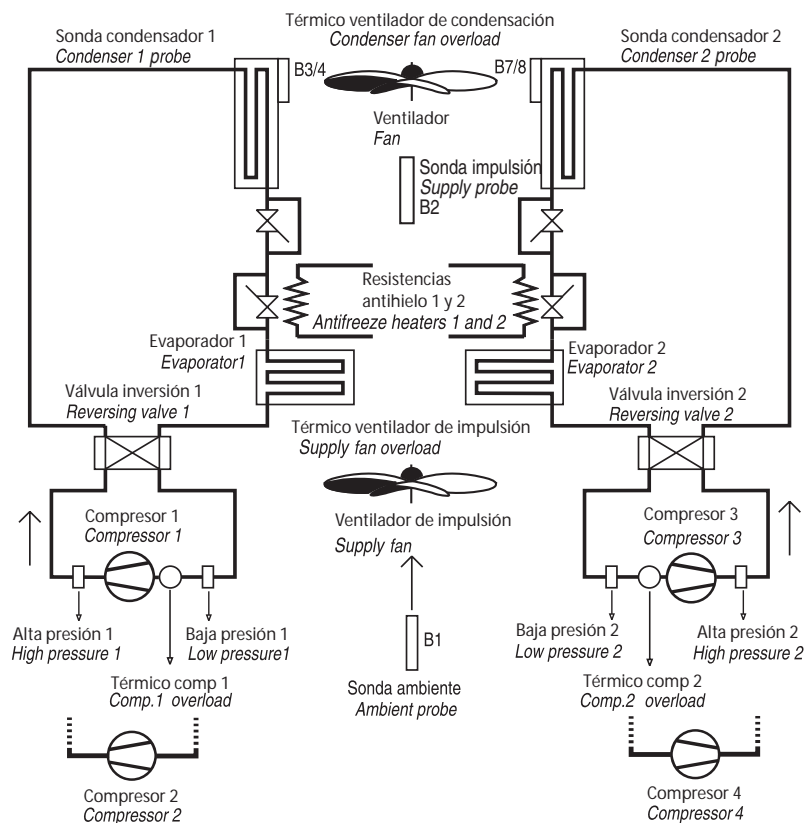 Térmico ventilador de condensación
Condenser fan overload
Sonda condensador 1
Condenser 1 probe
Sonda condensador 2
Condenser 2 probe
B3/4
B7/8
Ventilador
Fan
Sonda impulsión
Supply probe
B2
Resistencias
antihielo 1 y 2
Antifreeze heaters 1 and 2
Evaporador 1
Evaporator1
Evaporador 2
Evaporator 2
Válvula inversión 1
Reversing valve 1
Válvula inversión 2
Reversing valve 2
Térmico ventilador de impulsión
Supply fan overload
Ventilador de impulsión
Supply fan
Compresor 1
Compressor 1
Compresor 3
Compressor 3
Alta presión 1
High pressure 1
Baja presión 1
Low pressure1
B1
Baja presión 2
Low pressure 2
Alta presión 2
High pressure 2
Térmico comp 1
Comp.1 overload
Sonda ambiente
Ambient probe
Térmico comp 2
Comp.2 overload
Compresor 2
Compressor 2
Compresor 4
Compressor 4